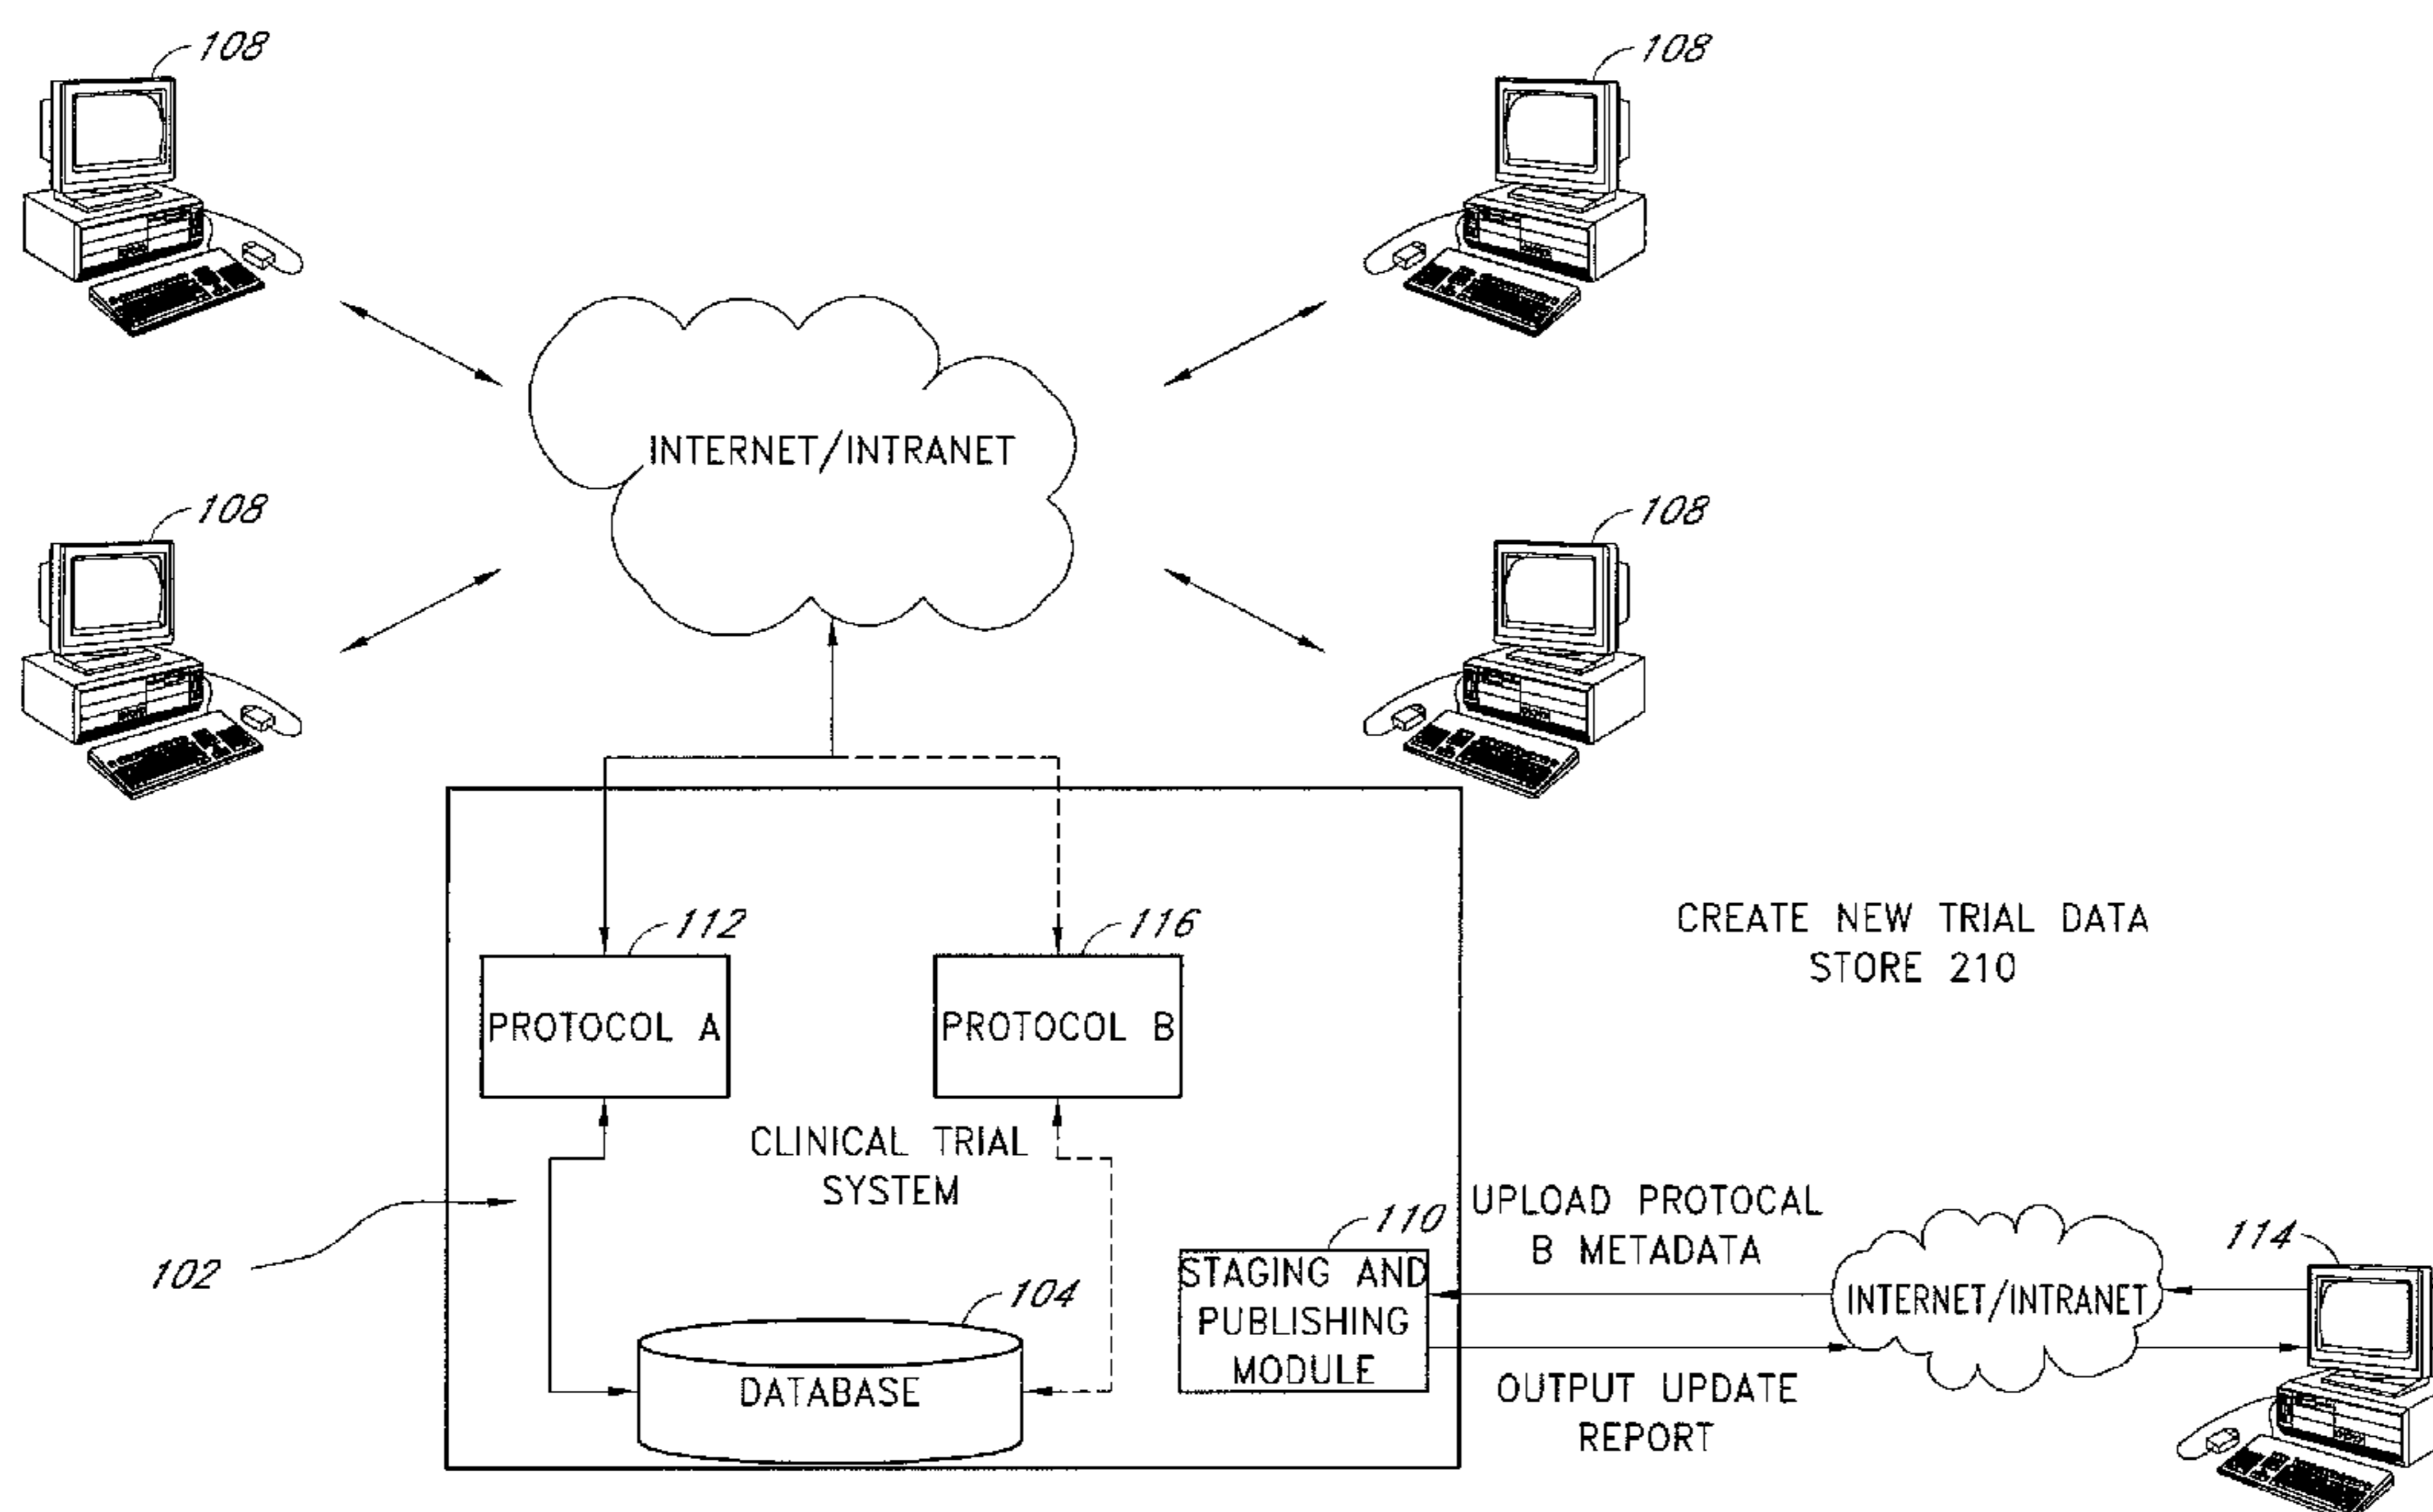 108
108
INTERNET/INTRANET
108
108
112
116
CREATE NEW TRIAL DATA
STORE 210
PROTOCOL A
PROTOCOL B
CLINICAL TRIAL
SYSTEM
102
104
DATABASE
110
STAGING AND
PUBLISHING
MODULE
UPLOAD PROTOCAL
B METADATA
OUTPUT UPDATE
REPORT
INTERNET/INTRANET
114